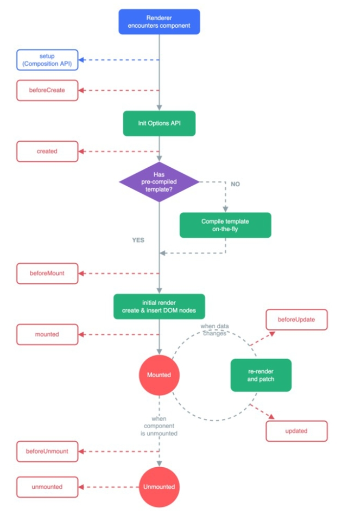 Renderer
encounters component
setup
(Composition API)
beforeCreate
Init Options API
created
Has
pre-compiled
template?
NO
Compile template
on-the-fly
YES
beforeMount
initial render
create & insert DOM nodes
mounted
when data
changes
beforeUpdate
Mounted
re-render
and patch
when
component
is unmounted
updated
beforeUnmount
unmounted
Unmounted